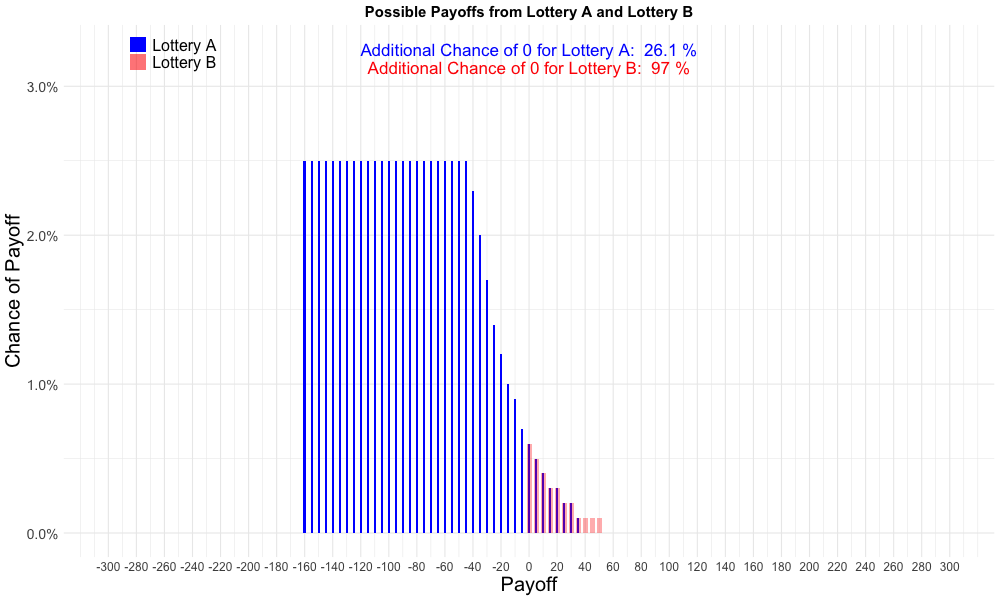 Possible Payoffs from Lottery A and Lottery B
Lottery A
Lottery B
Additional Chance of 0 for Lottery A: 26.1 %
Additional Chance of 0 for Lottery B: 97 %
Chance of Payoff
3.0%
2.0%
1.0%
0.0%
-300 -280 -260 -240 -220 -200 -180 -160 -140 -120 -100 -80 -60 -40 -20 0 20 40 60 80 100 120 140 160 180 200 220 240 260 280 300
Payoff